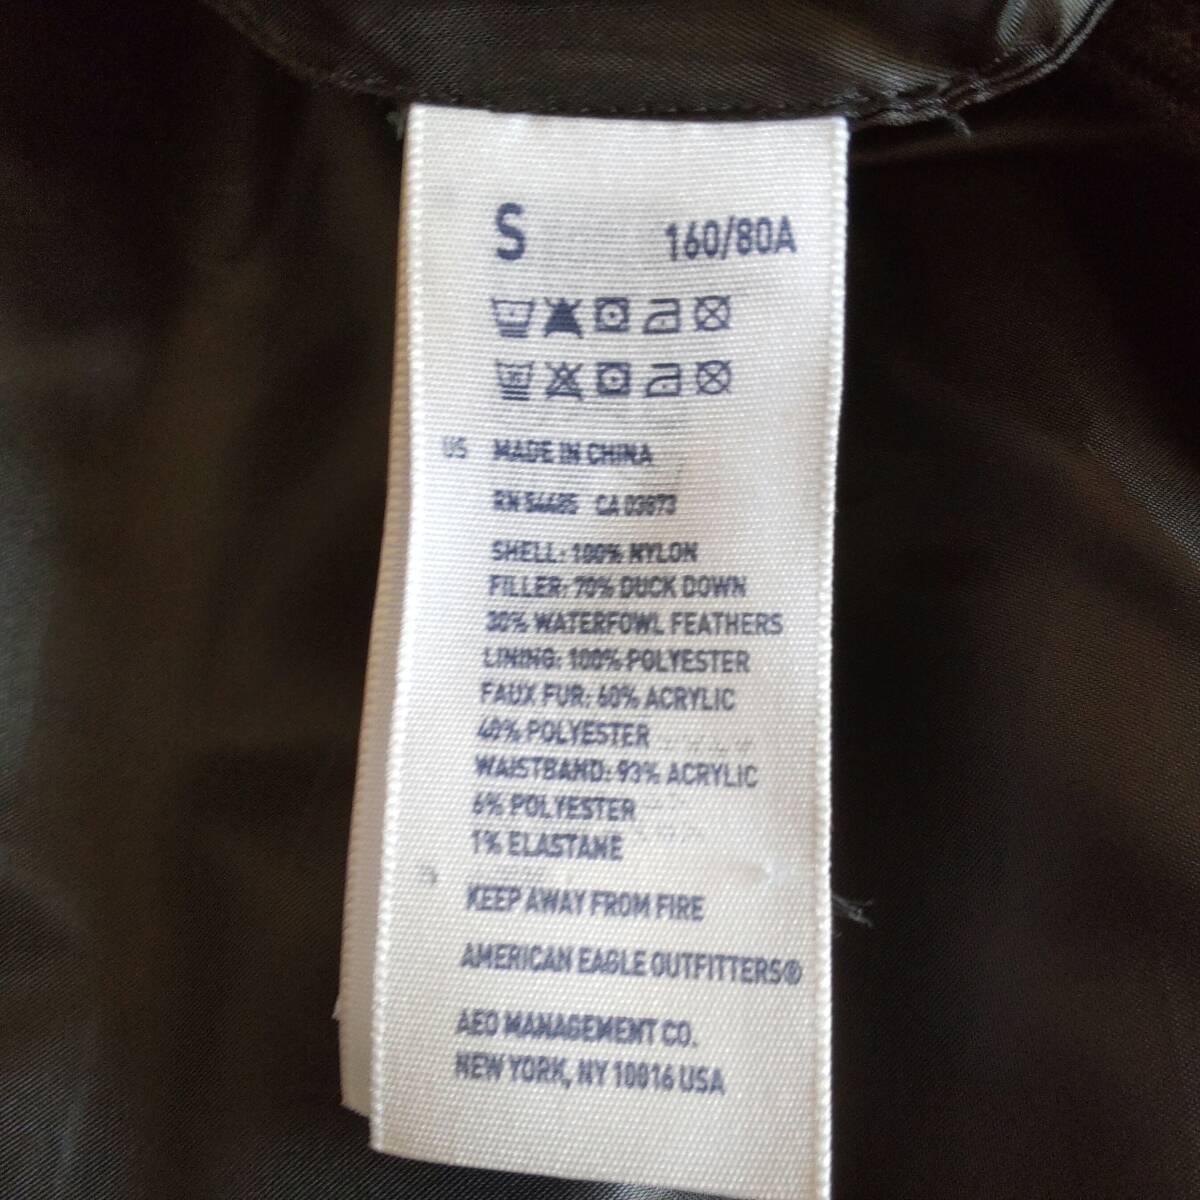 S 160/80A
US MADE IN CHINA
RN 54485 CA 03873
SHELL: 100% NYLON
FILLER: 70% DUCK DOWN
30% WATERFOWL FEATHERS
LINING: 100% POLYESTER
FAUX FUR: 60% ACRYLIC
40% POLYESTER
WAISTBAND: 93% ACRYLIC
6% POLYESTER
1% ELASTANE
KEEP AWAY FROM FIRE
AMERICAN EAGLE OUTFITTERS®
AEO MANAGEMENT CO.
NEW YORK, NY 10016 USA